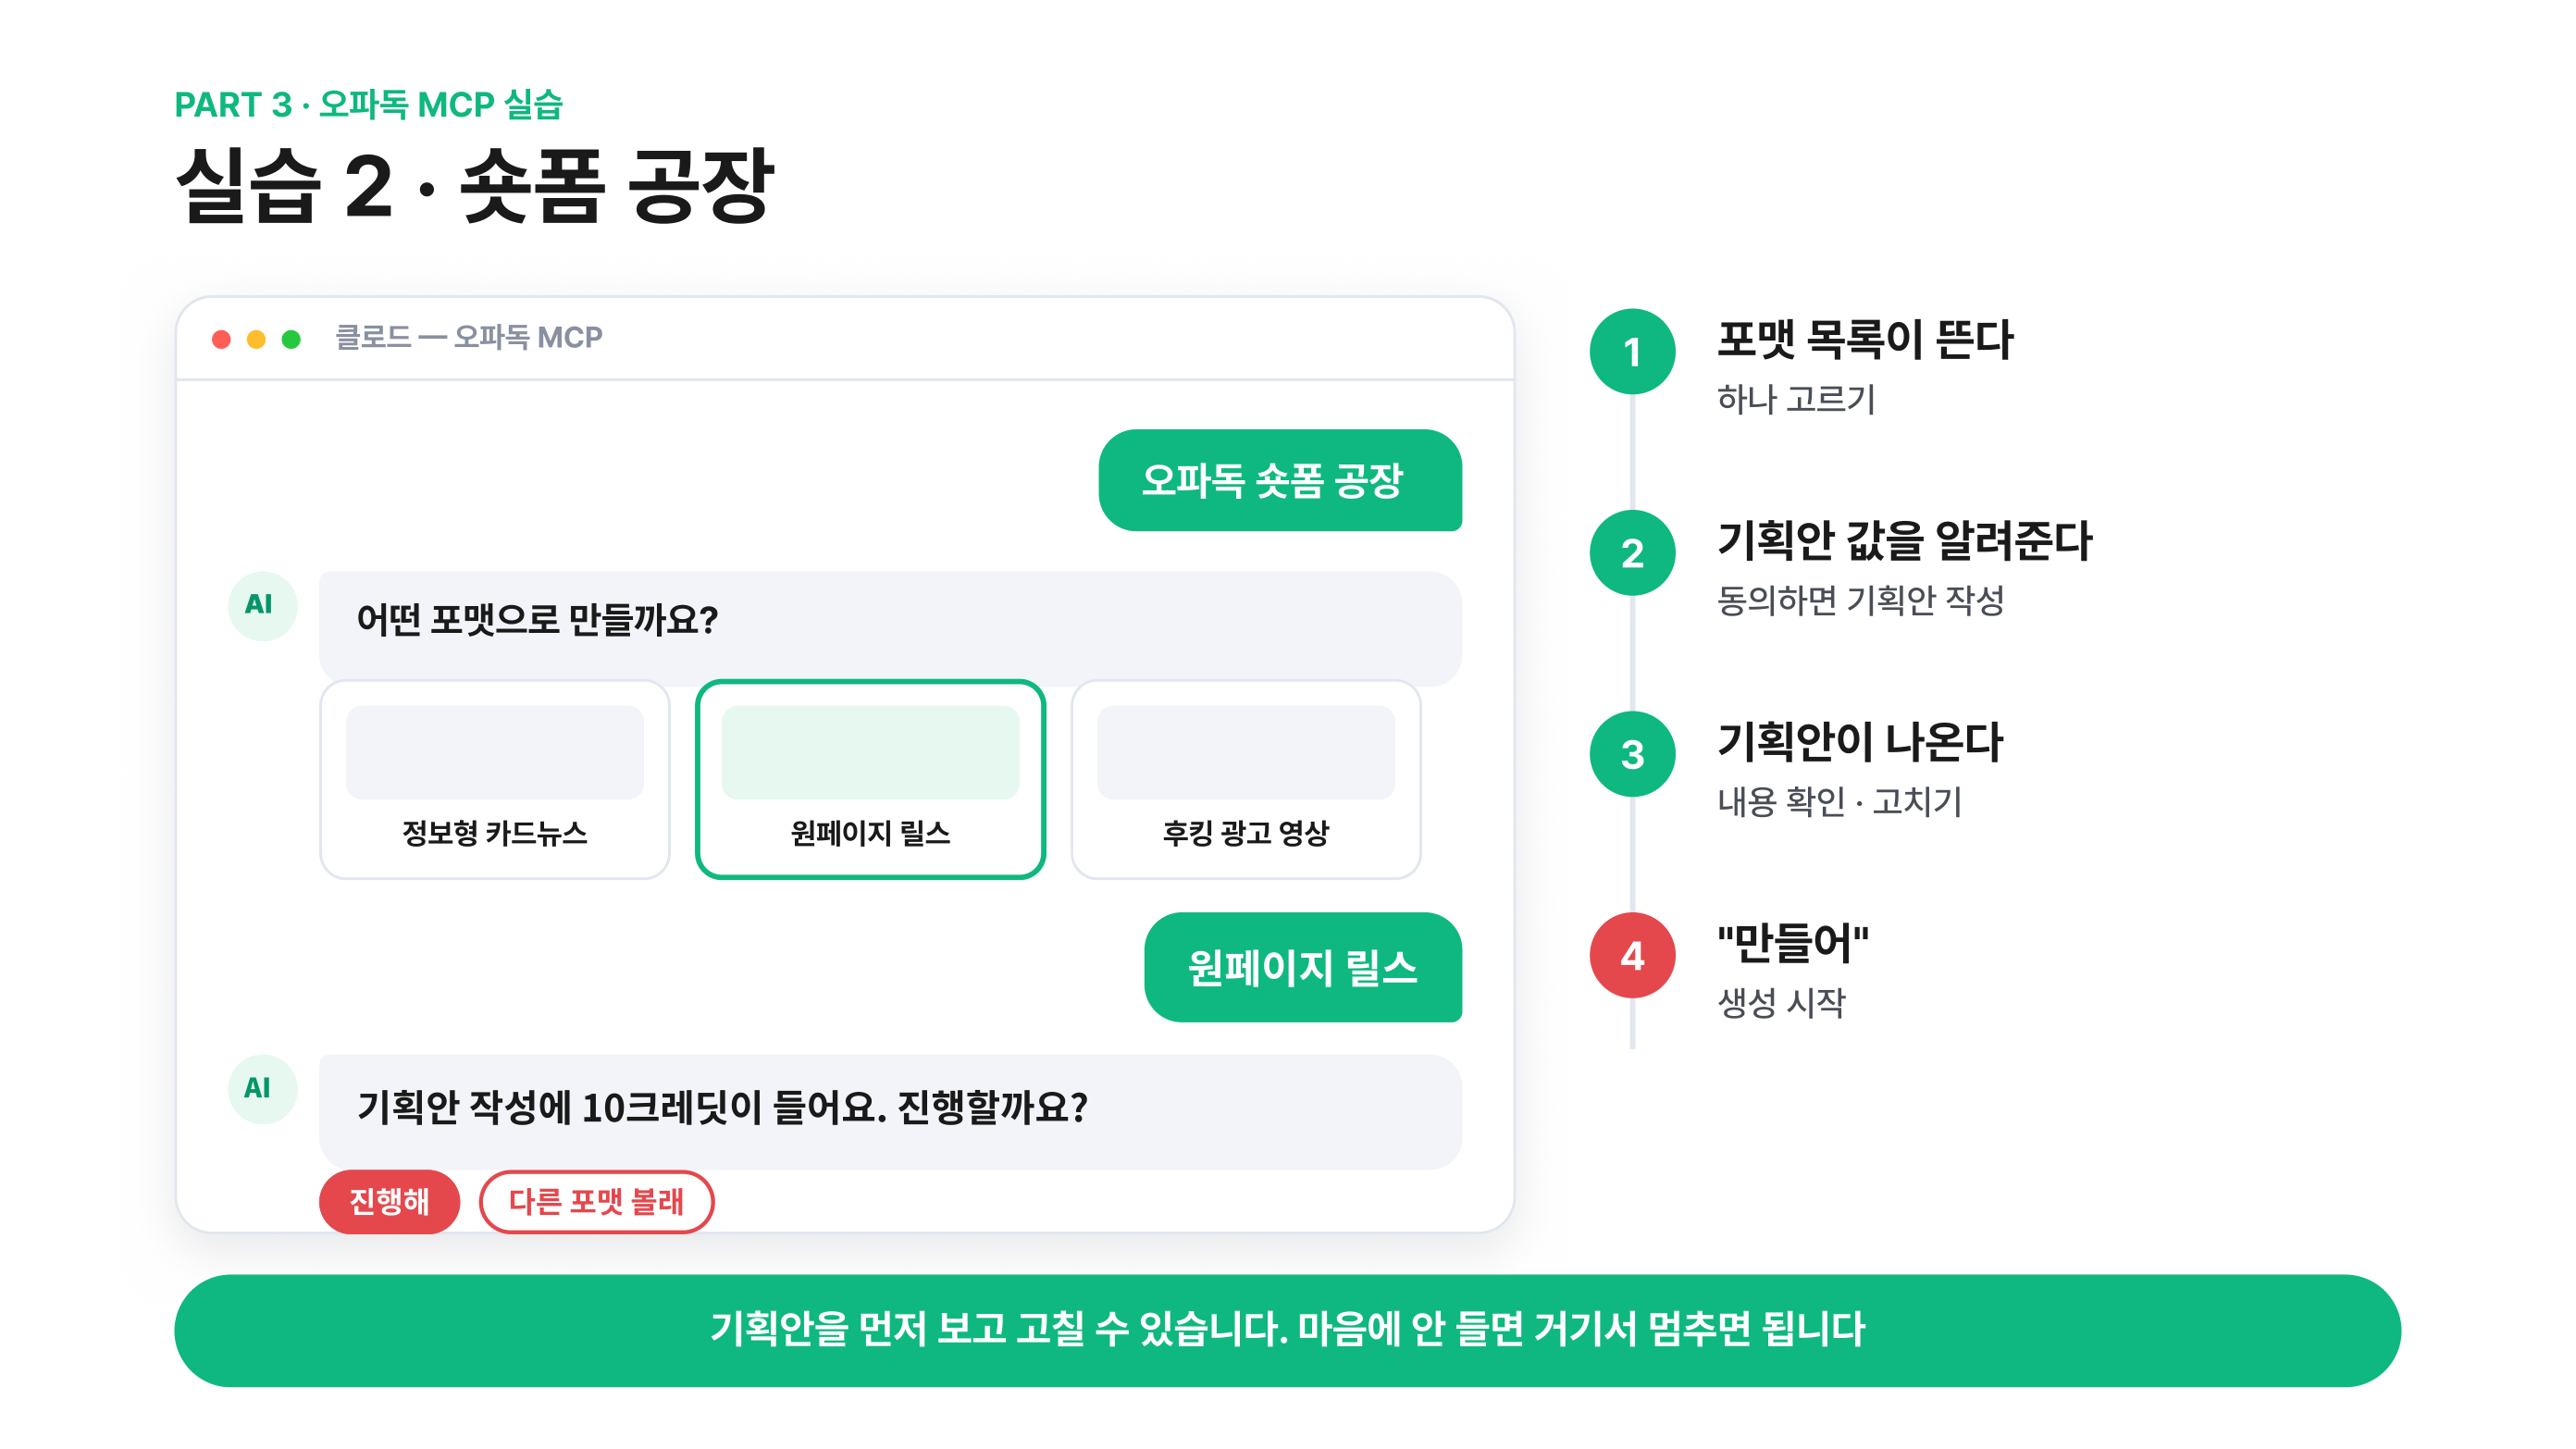 PART 3 · 오파독 MCP 실습
실습 2 · 숏폼 공장
클로드 — 오파독 MCP
오파독 숏폼 공장
AI
어떤 포맷으로 만들까요?
정보형 카드뉴스
원페이지 릴스
후킹 광고 영상
원페이지 릴스
AI
기획안 작성에 10크레딧이 들어요. 진행할까요?
진행해
다른 포맷 볼래
1
포맷 목록이 뜬다
하나 고르기
2
기획안 값을 알려준다
동의하면 기획안 작성
3
기획안이 나온다
내용 확인 · 고치기
4
"만들어"
생성 시작
기획안을 먼저 보고 고칠 수 있습니다. 마음에 안 들면 거기서 멈추면 됩니다